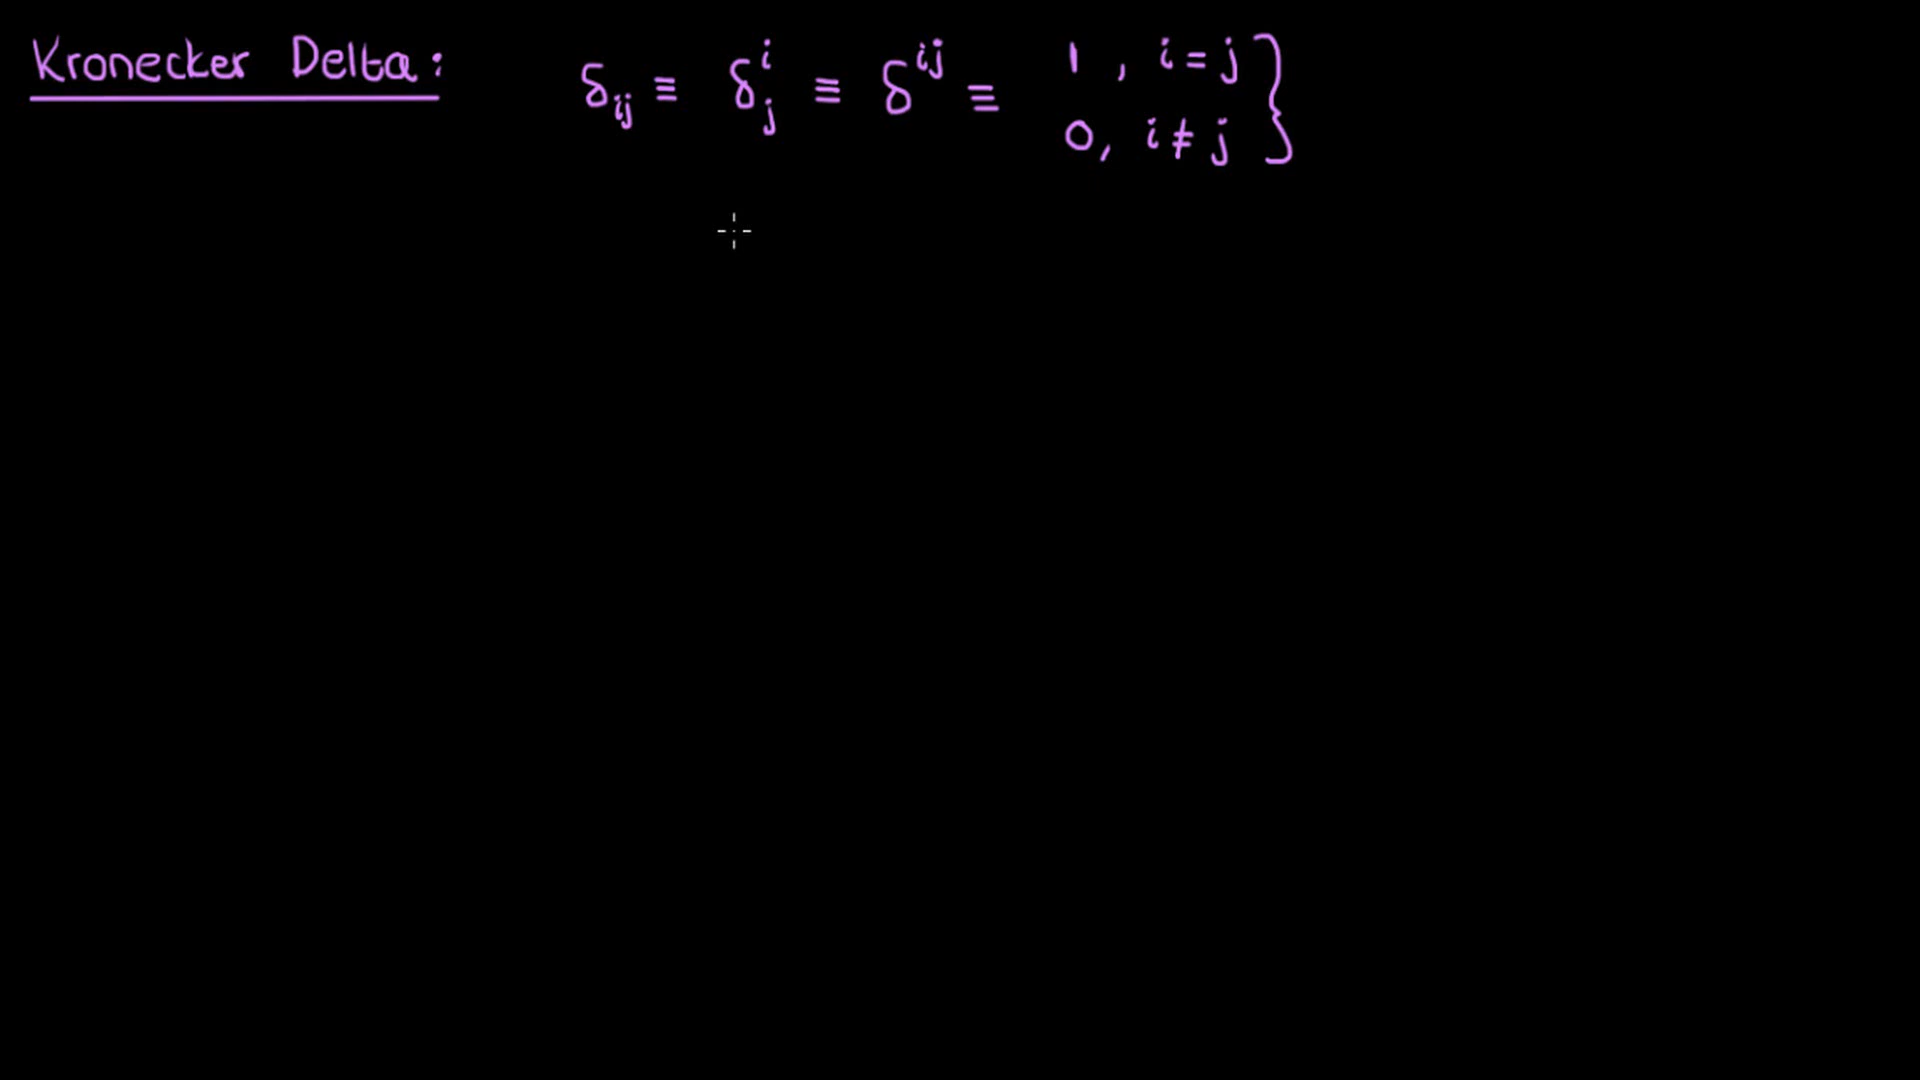 Kronecker Delta: δ_ij ≡ δ^i_j ≡ δ^ij ≡ 1 , i = j }
0, i ≠ j